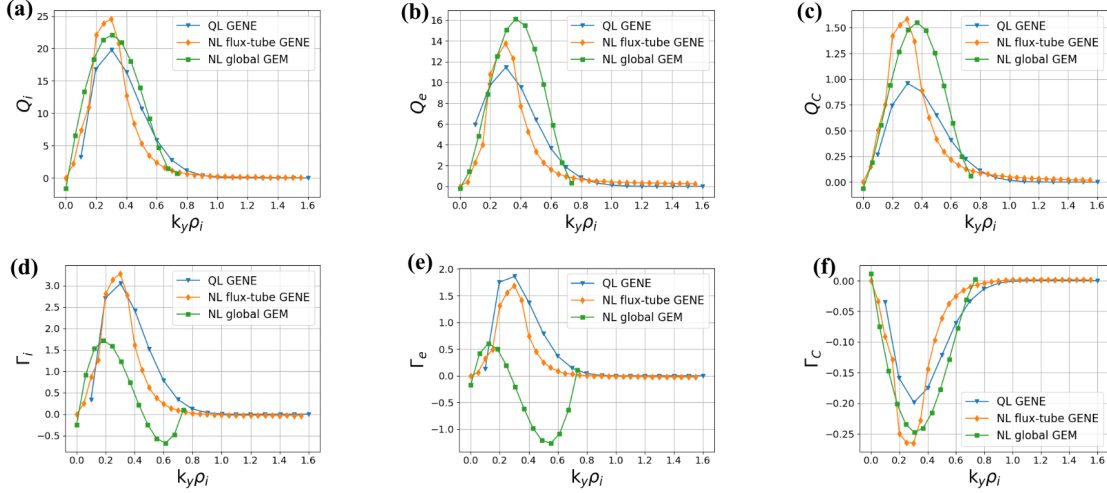 (a)
25
20
15
10
5
0
Q_i
0.0 0.2 0.4 0.6 0.8 1.0 1.2 1.4 1.6
k_yρ_i
QL GENE
NL flux-tube GENE
NL global GEM
(b)
16
14
12
10
8
6
4
2
0
Q_e
0.0 0.2 0.4 0.6 0.8 1.0 1.2 1.4 1.6
k_yρ_i
QL GENE
NL flux-tube GENE
NL global GEM
(c)
1.50
1.25
1.00
0.75
0.50
0.25
0.00
Q_C
0.0 0.2 0.4 0.6 0.8 1.0 1.2 1.4 1.6
k_yρ_i
QL GENE
NL flux-tube GENE
NL global GEM
(d)
3.0
2.5
2.0
1.5
1.0
0.5
0.0
−0.5
Γ_i
0.0 0.2 0.4 0.6 0.8 1.0 1.2 1.4 1.6
k_yρ_i
QL GENE
NL flux-tube GENE
NL global GEM
(e)
2.0
1.5
1.0
0.5
0.0
−0.5
−1.0
Γ_e
0.0 0.2 0.4 0.6 0.8 1.0 1.2 1.4 1.6
k_yρ_i
QL GENE
NL flux-tube GENE
NL global GEM
(f)
0.00
−0.05
−0.10
−0.15
−0.20
−0.25
Γ_C
0.0 0.2 0.4 0.6 0.8 1.0 1.2 1.4 1.6
k_yρ_i
QL GENE
NL flux-tube GENE
NL global GEM